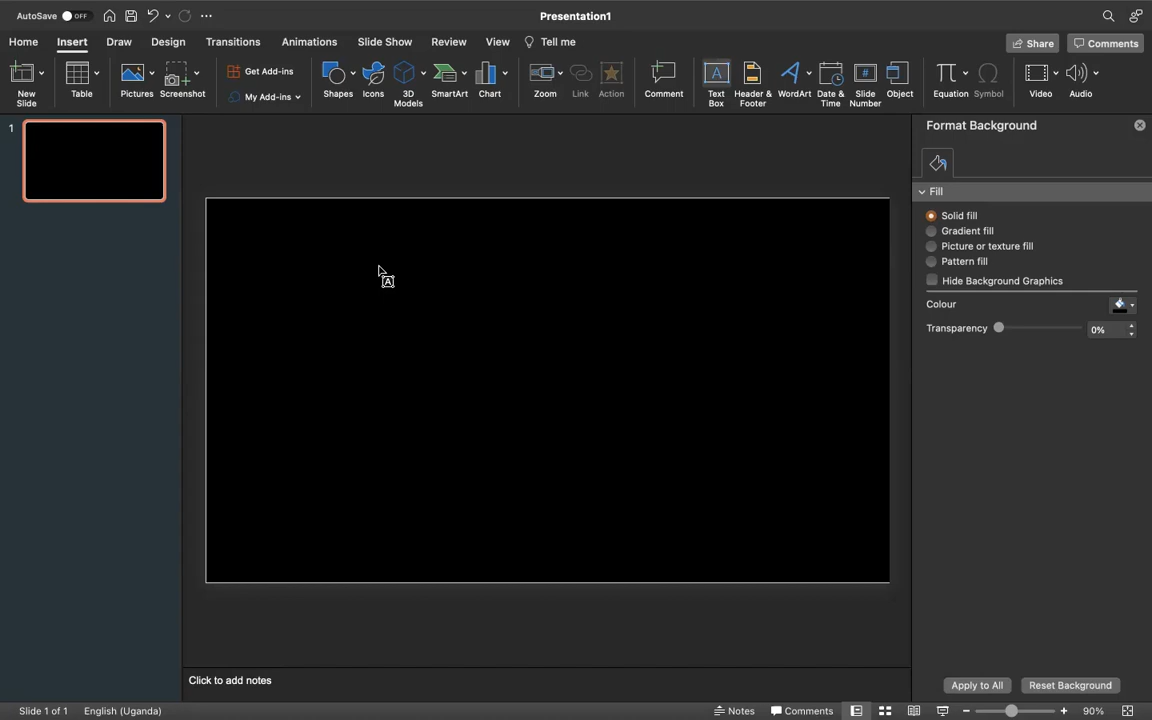 AutoSave OFF Presentation1
Home Insert Draw Design Transitions Animations Slide Show Review View Tell me Share Comments
New Slide Table Pictures Screenshot Get Add-ins My Add-ins Shapes Icons 3D Models SmartArt Chart Zoom Link Action Comment Text Box Header & Footer WordArt Date & Time Slide Number Object Equation Symbol Video Audio
1
A
Format Background
Fill
Solid fill
Gradient fill
Picture or texture fill
Pattern fill
Hide Background Graphics
Colour
Transparency 0%
Click to add notes
Apply to All Reset Background
Slide 1 of 1 English (Uganda) Notes Comments 90%